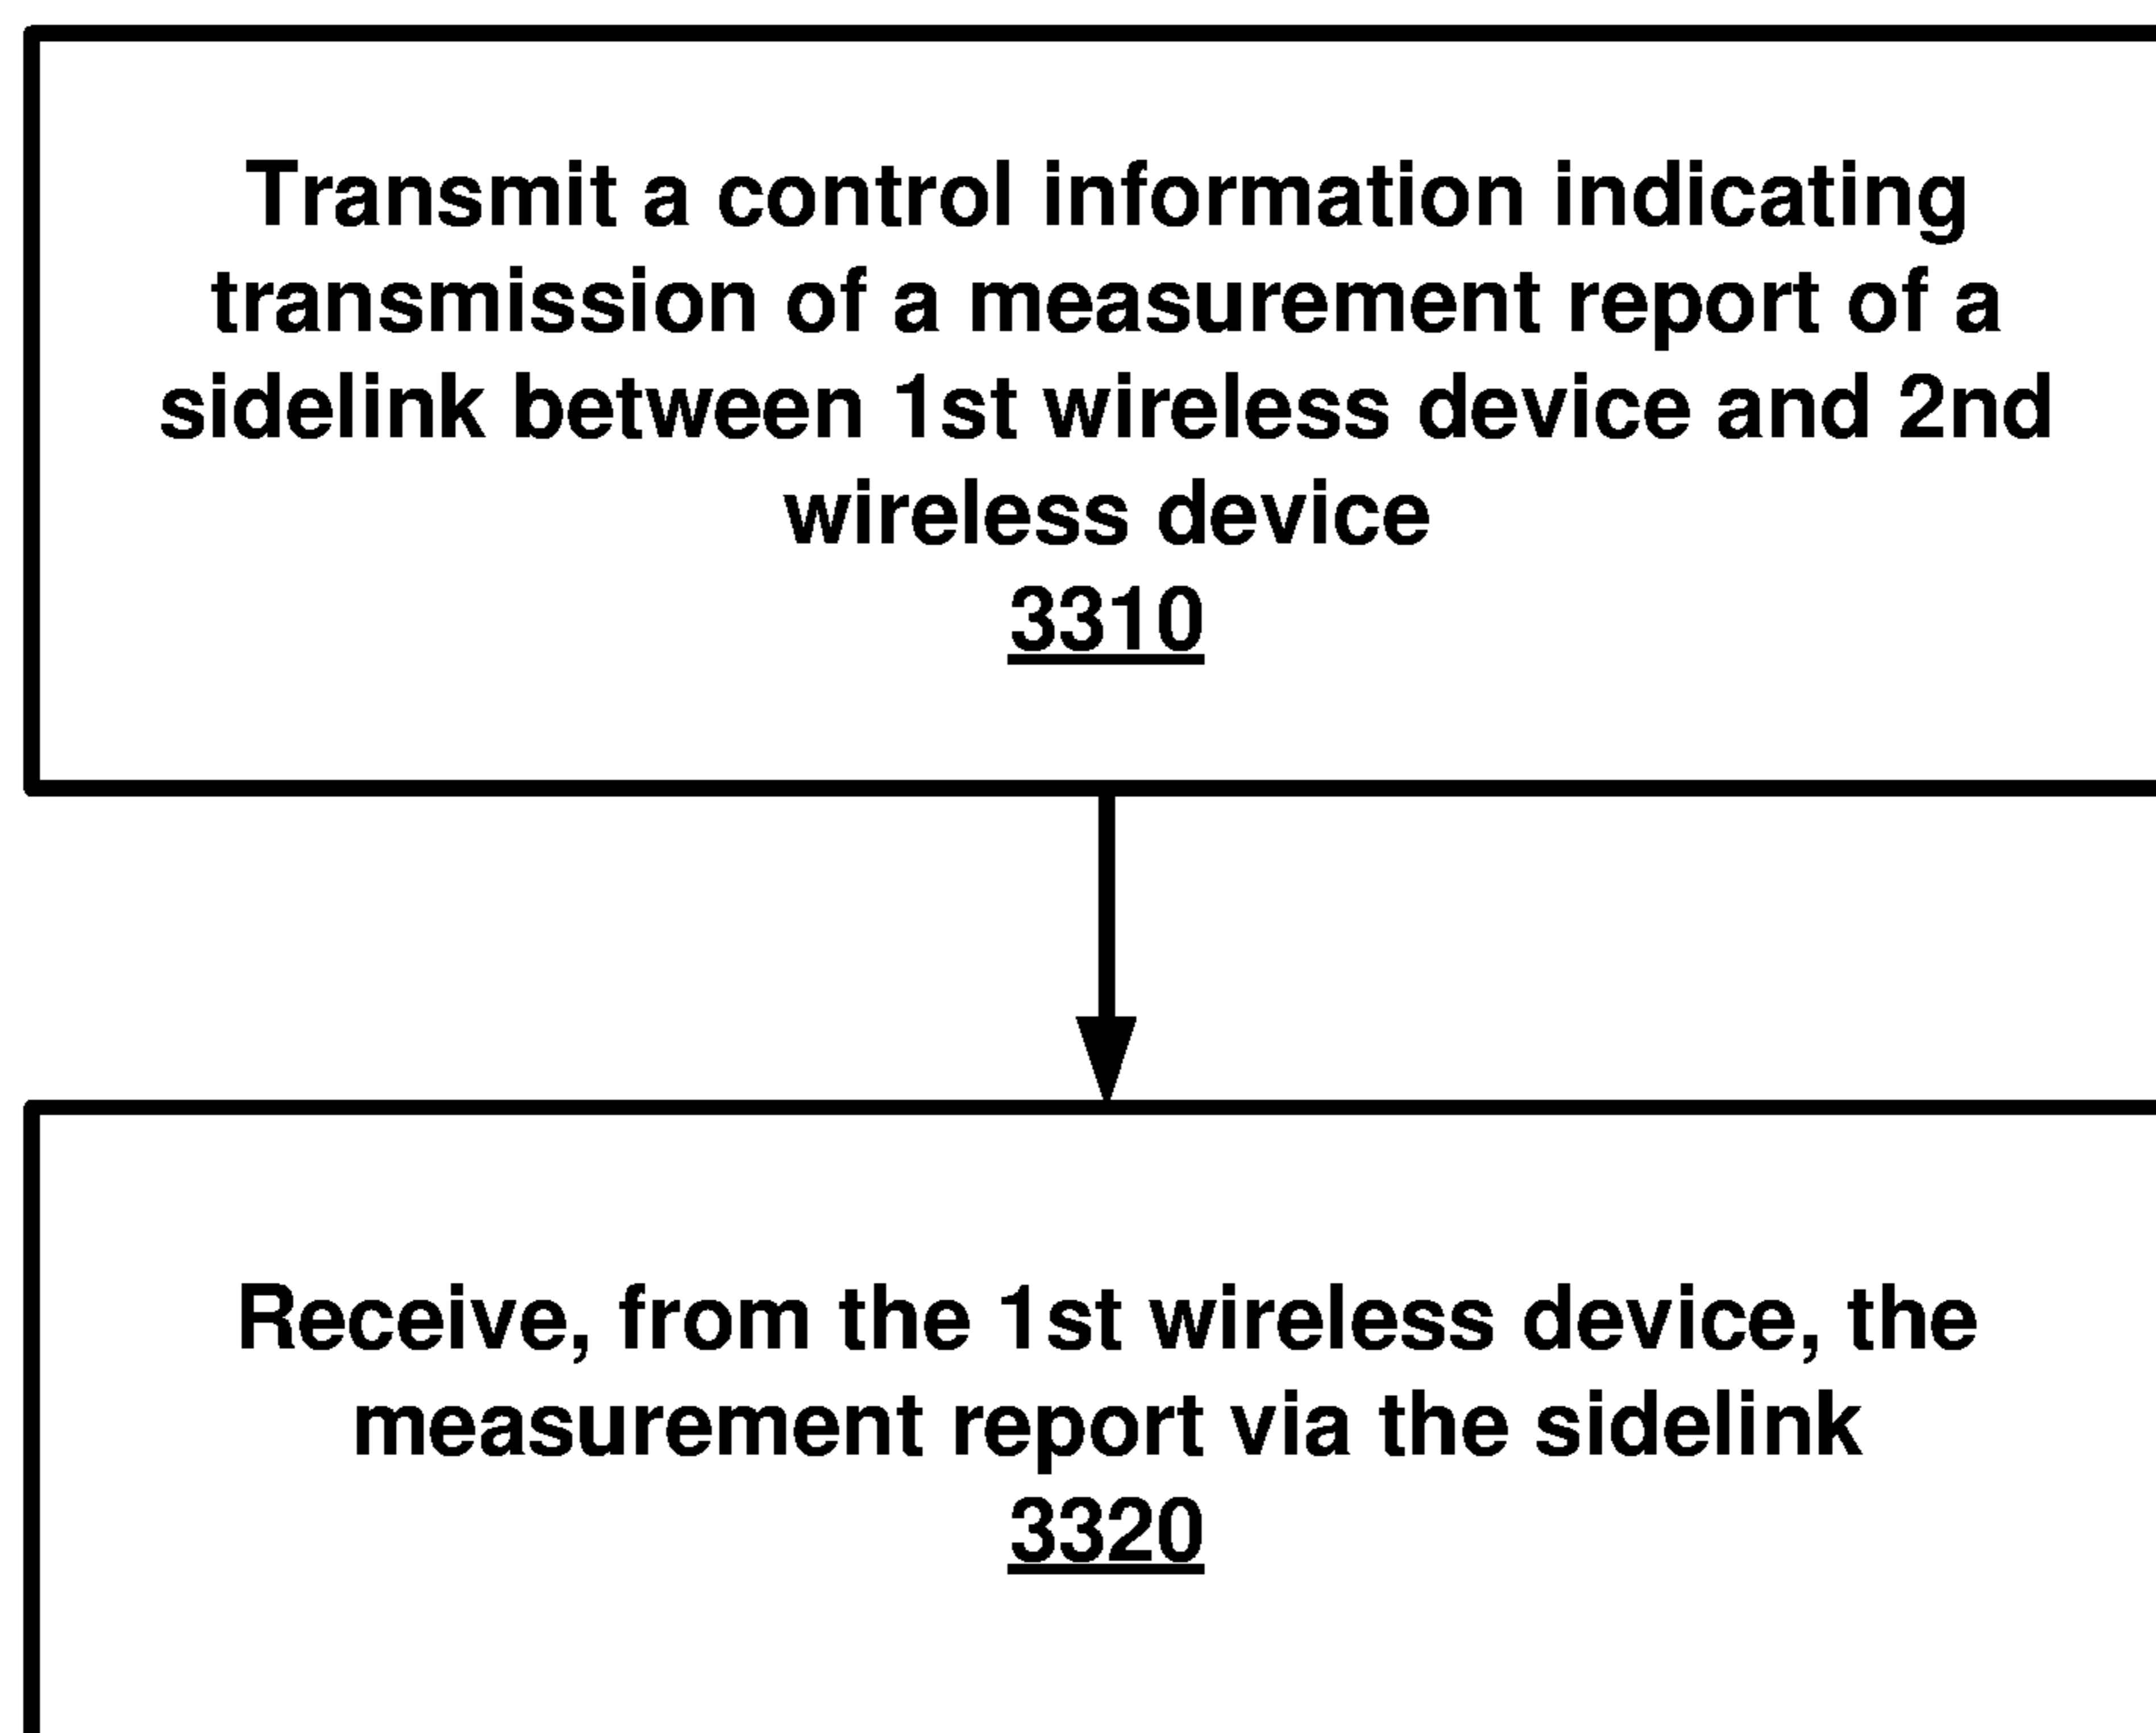 Transmit a control information indicating
transmission of a measurement report of a
sidelink between 1st wireless device and 2nd
wireless device
3310
Receive, from the 1st wireless device, the
measurement report via the sidelink
3320